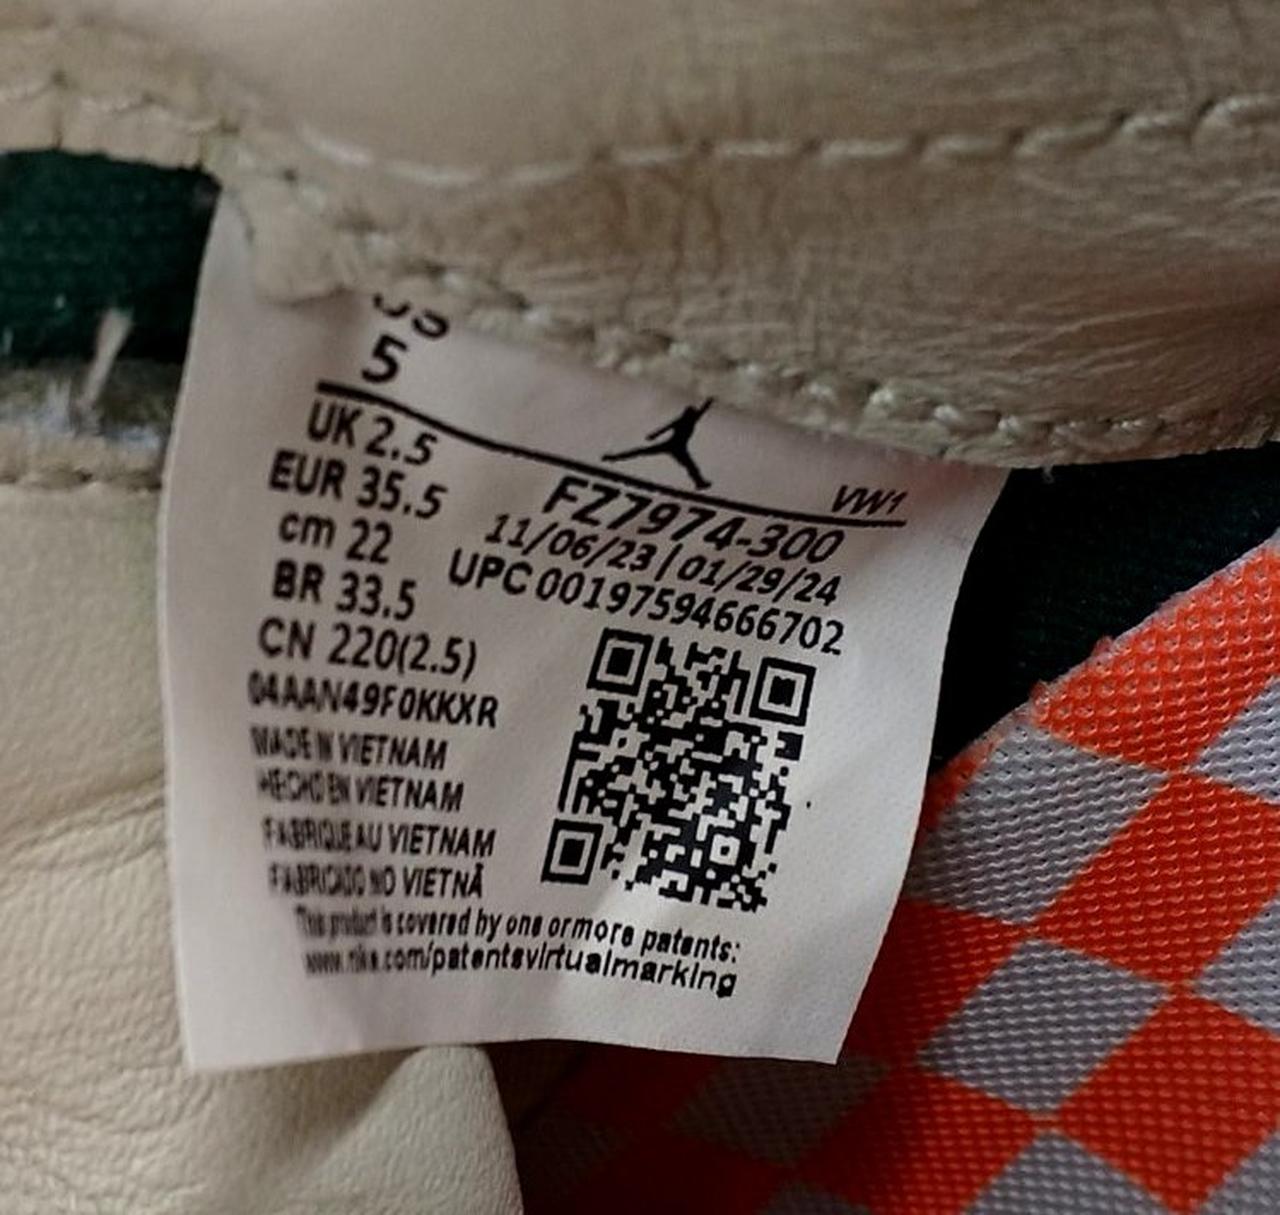 US
5
VW1
UK 2.5
EUR 35.5
cm 22
BR 33.5
CN 220(2.5)
04AAN49F0KKXR
FZ7974-300
11/06/23 | 01/29/24
UPC 00197594666702
MADE IN VIETNAM
HECHO EN VIETNAM
FABRIQUE AU VIETNAM
FABRICADO NO VIETNÃ
This product is covered by one or more patents:
www.nike.com/patentsvirtualmarking